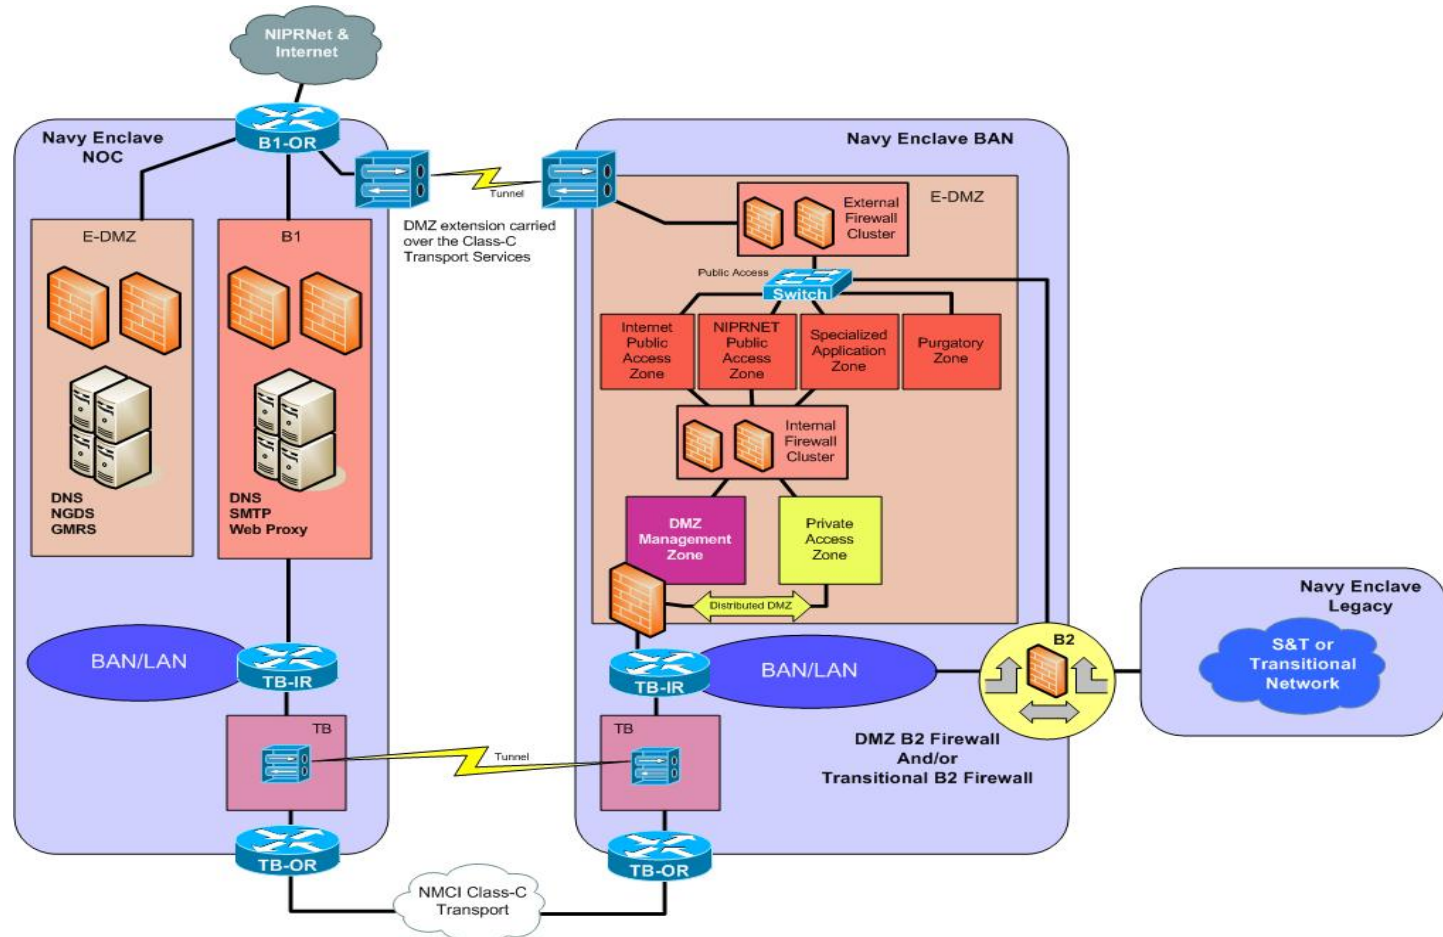 NIPRNet &
Internet
Navy Enclave
NOC
B1-OR
Navy Enclave BAN
Tunnel
DMZ extension carried
over the Class-C
Transport Services
E-DMZ
B1
DNS
NGDS
GMRS
DNS
SMTP
Web Proxy
E-DMZ
External
Firewall
Cluster
Public Access
Switch
Internet
Public
Access
Zone
NIPRNET
Public
Access
Zone
Specialized
Application
Zone
Purgatory
Zone
Internal
Firewall
Cluster
DMZ
Management
Zone
Private
Access
Zone
Distributed DMZ
BAN/LAN
TB-IR
TB-IR
BAN/LAN
B2
Navy Enclave
Legacy
S&T or
Transitional
Network
TB
Tunnel
TB
DMZ B2 Firewall
And/or
Transitional B2 Firewall
TB-OR
TB-OR
NMCI Class-C
Transport